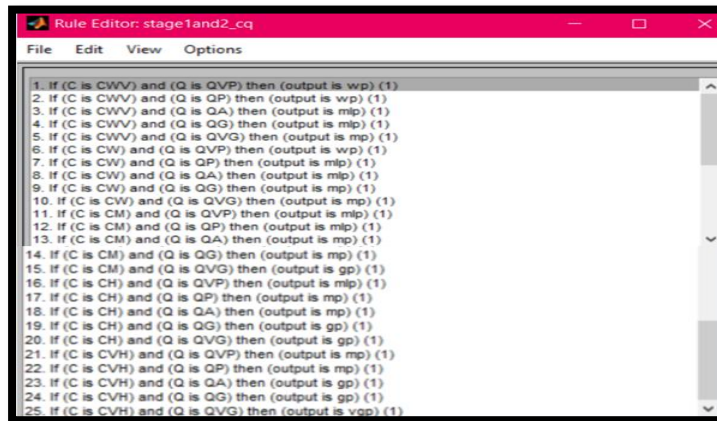 Rule Editor: stage1and2_cq
File Edit View Options
1. If (C is CWV) and (Q is QVP) then (output is wp) (1)
2. If (C is CWV) and (Q is QP) then (output is wp) (1)
3. If (C is CWV) and (Q is QA) then (output is mlp) (1)
4. If (C is CWV) and (Q is QG) then (output is mlp) (1)
5. If (C is CWV) and (Q is QVG) then (output is mp) (1)
6. If (C is CW) and (Q is QVP) then (output is wp) (1)
7. If (C is CW) and (Q is QP) then (output is mlp) (1)
8. If (C is CW) and (Q is QA) then (output is mlp) (1)
9. If (C is CW) and (Q is QG) then (output is mp) (1)
10. If (C is CW) and (Q is QVG) then (output is mp) (1)
11. If (C is CM) and (Q is QVP) then (output is mlp) (1)
12. If (C is CM) and (Q is QP) then (output is mlp) (1)
13. If (C is CM) and (Q is QA) then (output is mp) (1)
14. If (C is CM) and (Q is QG) then (output is mp) (1)
15. If (C is CM) and (Q is QVG) then (output is gp) (1)
16. If (C is CH) and (Q is QVP) then (output is mlp) (1)
17. If (C is CH) and (Q is QP) then (output is mp) (1)
18. If (C is CH) and (Q is QA) then (output is mp) (1)
19. If (C is CH) and (Q is QG) then (output is gp) (1)
20. If (C is CH) and (Q is QVG) then (output is gp) (1)
21. If (C is CVH) and (Q is QVP) then (output is mp) (1)
22. If (C is CVH) and (Q is QP) then (output is mp) (1)
23. If (C is CVH) and (Q is QA) then (output is gp) (1)
24. If (C is CVH) and (Q is QG) then (output is gp) (1)
25. If (C is CVH) and (Q is QVG) then (output is vgp) (1)